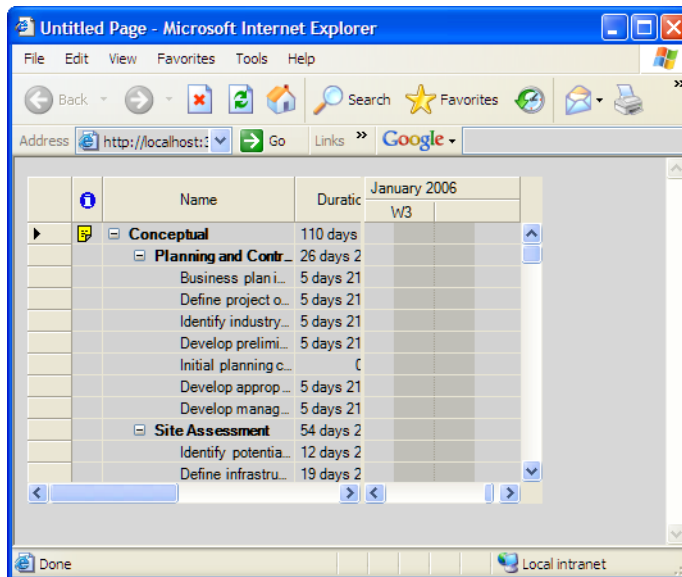 Untitled Page - Microsoft Internet Explorer
File Edit View Favorites Tools Help
Back Search Favorites
Address http://localhost:3 Go Links » Google
Name Duratic January 2006
W3
Conceptual 110 days
Planning and Contr... 26 days 2
Business plan i... 5 days 21
Define project o... 5 days 21
Identify industry... 5 days 21
Develop prelimi... 5 days 21
Initial planning c... 0
Develop approp... 5 days 21
Develop manag... 5 days 21
Site Assessment 54 days 2
Identify potentia... 12 days 2
Define infrastru... 19 days 2
Done Local intranet